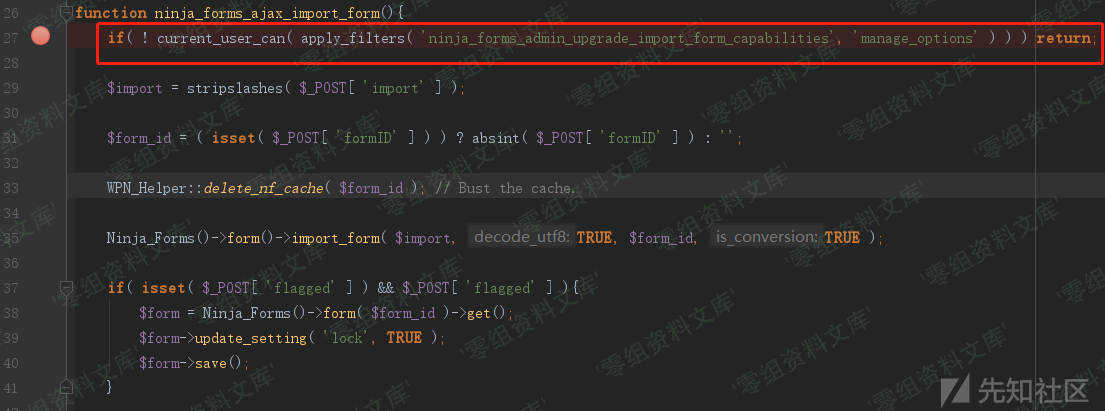 26 function ninja_forms_ajax_import_form(){
27 if( ! current_user_can( apply_filters( 'ninja_forms_admin_upgrade_import_form_capabilities', 'manage_options' ) ) ) return;
28
29 $import = stripslashes( $_POST[ 'import' ] );
30
31 $form_id = ( isset( $_POST[ 'formID' ] ) ) ? absint( $_POST[ 'formID' ] ) : '';
32
33 WPN_Helper::delete_nf_cache( $form_id ); // Bust the cache.
34
35 Ninja_Forms()->form()->import_form( $import, decode_utf8: TRUE, $form_id, is_conversion: TRUE );
36
37 if( isset( $_POST[ 'flagged' ] ) && $_POST[ 'flagged' ] ){
38 $form = Ninja_Forms()->form( $form_id )->get();
39 $form->update_setting( 'lock', TRUE );
40 $form->save();
41 }
'零组资料文库'
先知社区